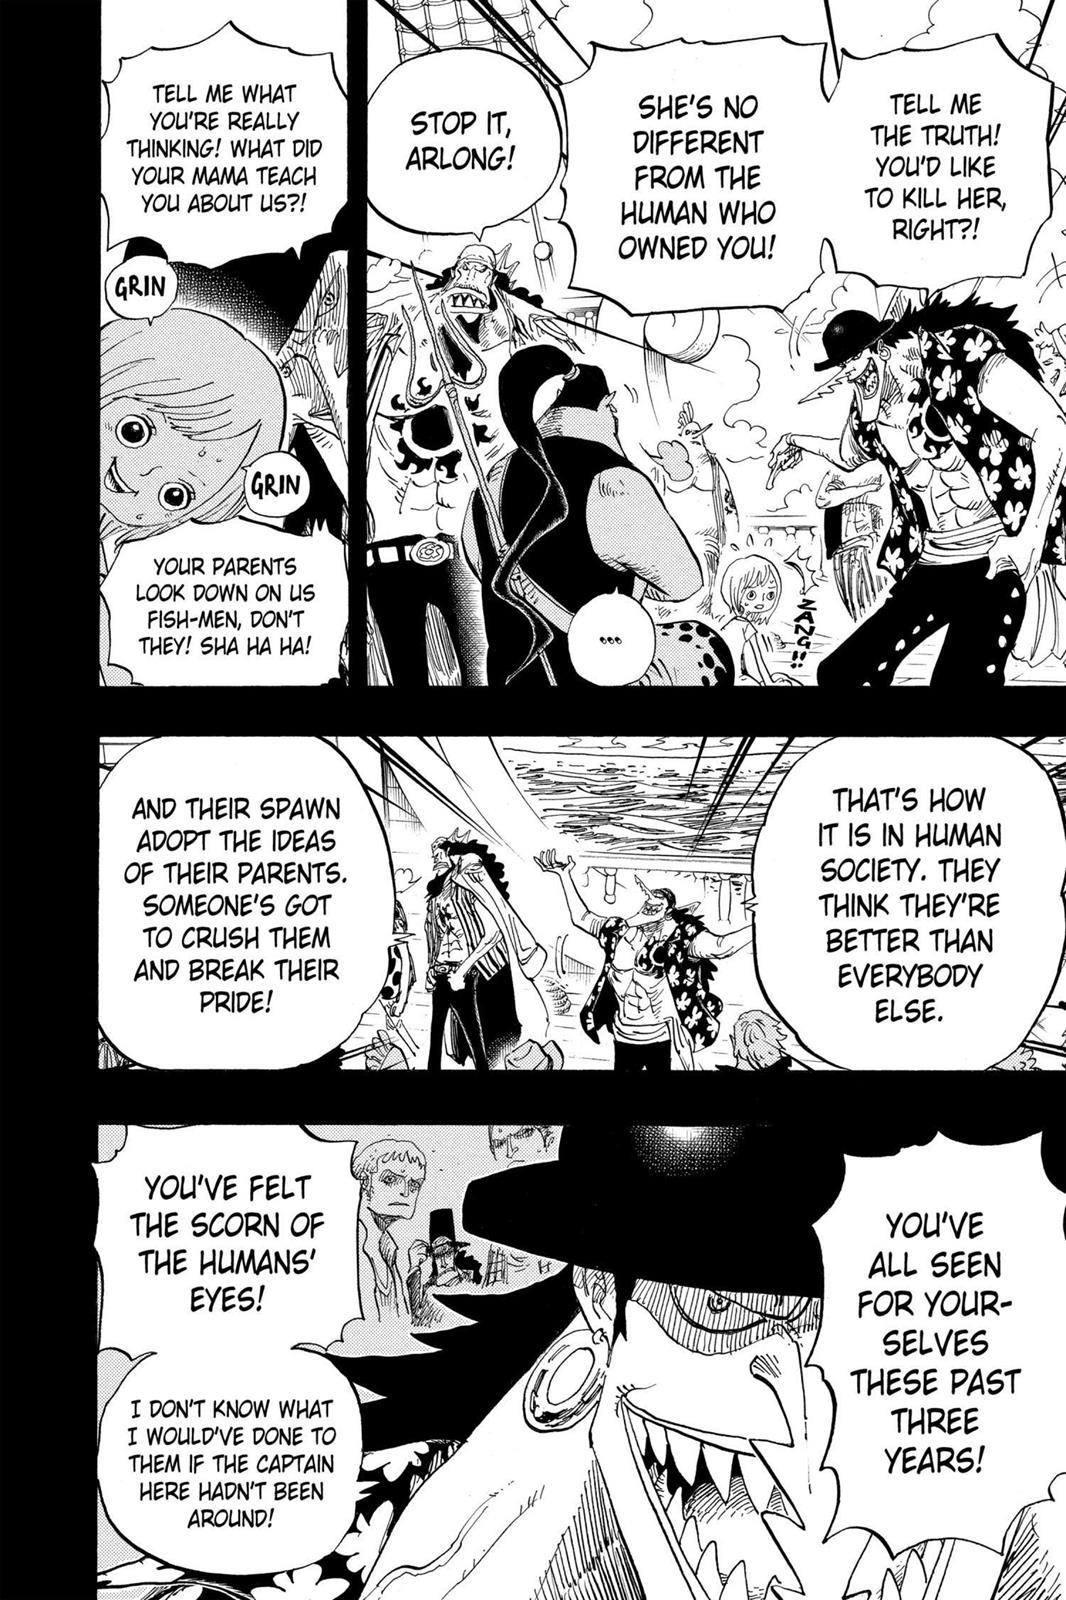 TELL ME
THE TRUTH!
YOU'D LIKE
TO KILL HER,
RIGHT?!
SHE'S NO
DIFFERENT
FROM THE
HUMAN WHO
OWNED YOU!
STOP IT,
ARLONG!
...
ZANG!!
TELL ME WHAT
YOU'RE REALLY
THINKING! WHAT DID
YOUR MAMA TEACH
YOU ABOUT US?!
GRIN
GRIN
YOUR PARENTS
LOOK DOWN ON US
FISH-MEN, DON'T
THEY! SHA HA HA!
THAT'S HOW
IT IS IN HUMAN
SOCIETY. THEY
THINK THEY'RE
BETTER THAN
EVERYBODY
ELSE.
AND THEIR SPAWN
ADOPT THE IDEAS
OF THEIR PARENTS.
SOMEONE'S GOT
TO CRUSH THEM
AND BREAK THEIR
PRIDE!
YOU'VE
ALL SEEN
FOR YOUR-
SELVES
THESE PAST
THREE
YEARS!
YOU'VE FELT
THE SCORN OF
THE HUMANS'
EYES!
I DON'T KNOW WHAT
I WOULD'VE DONE TO
THEM IF THE CAPTAIN
HERE HADN'T BEEN
AROUND!